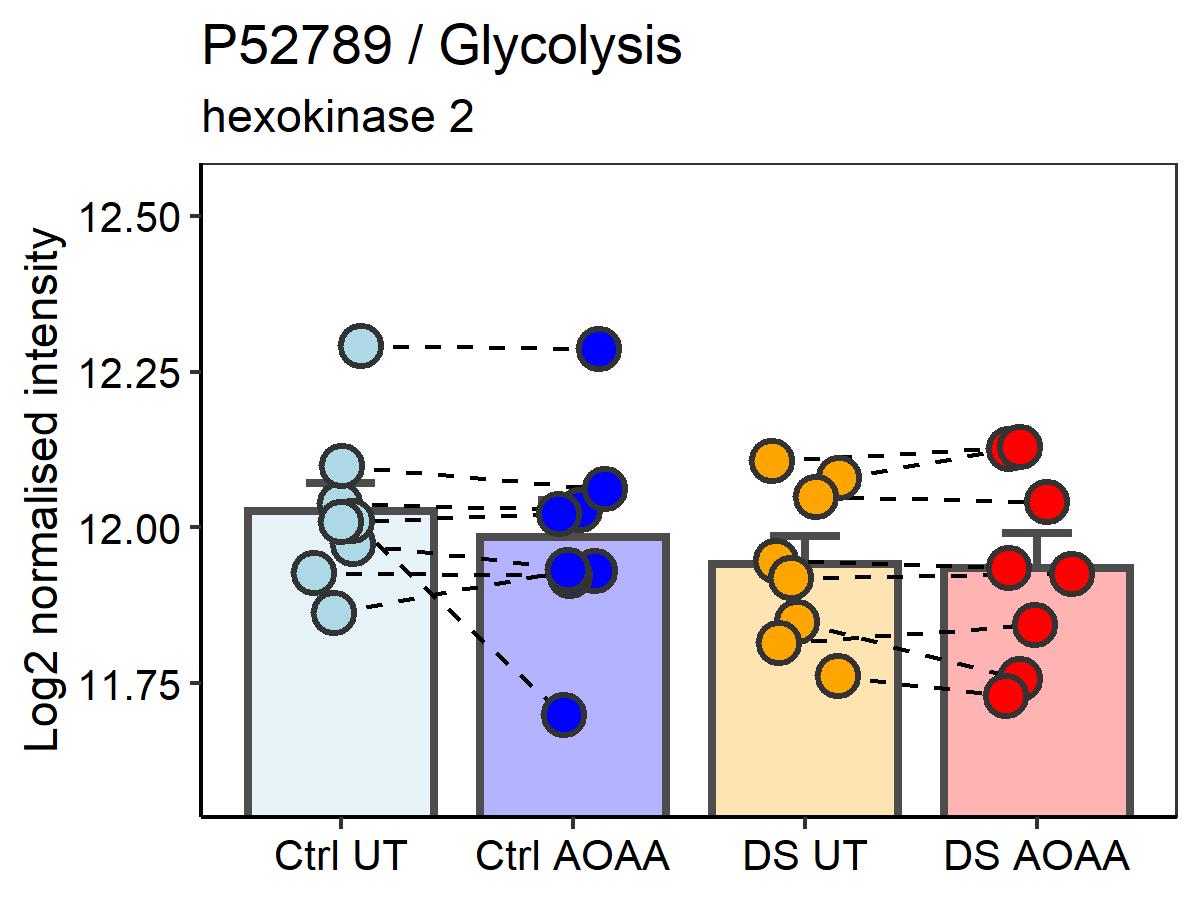 P52789 / Glycolysis
hexokinase 2
Log2 normalised intensity
12.50
12.25
12.00
11.75
Ctrl UT
Ctrl AOAA
DS UT
DS AOAA